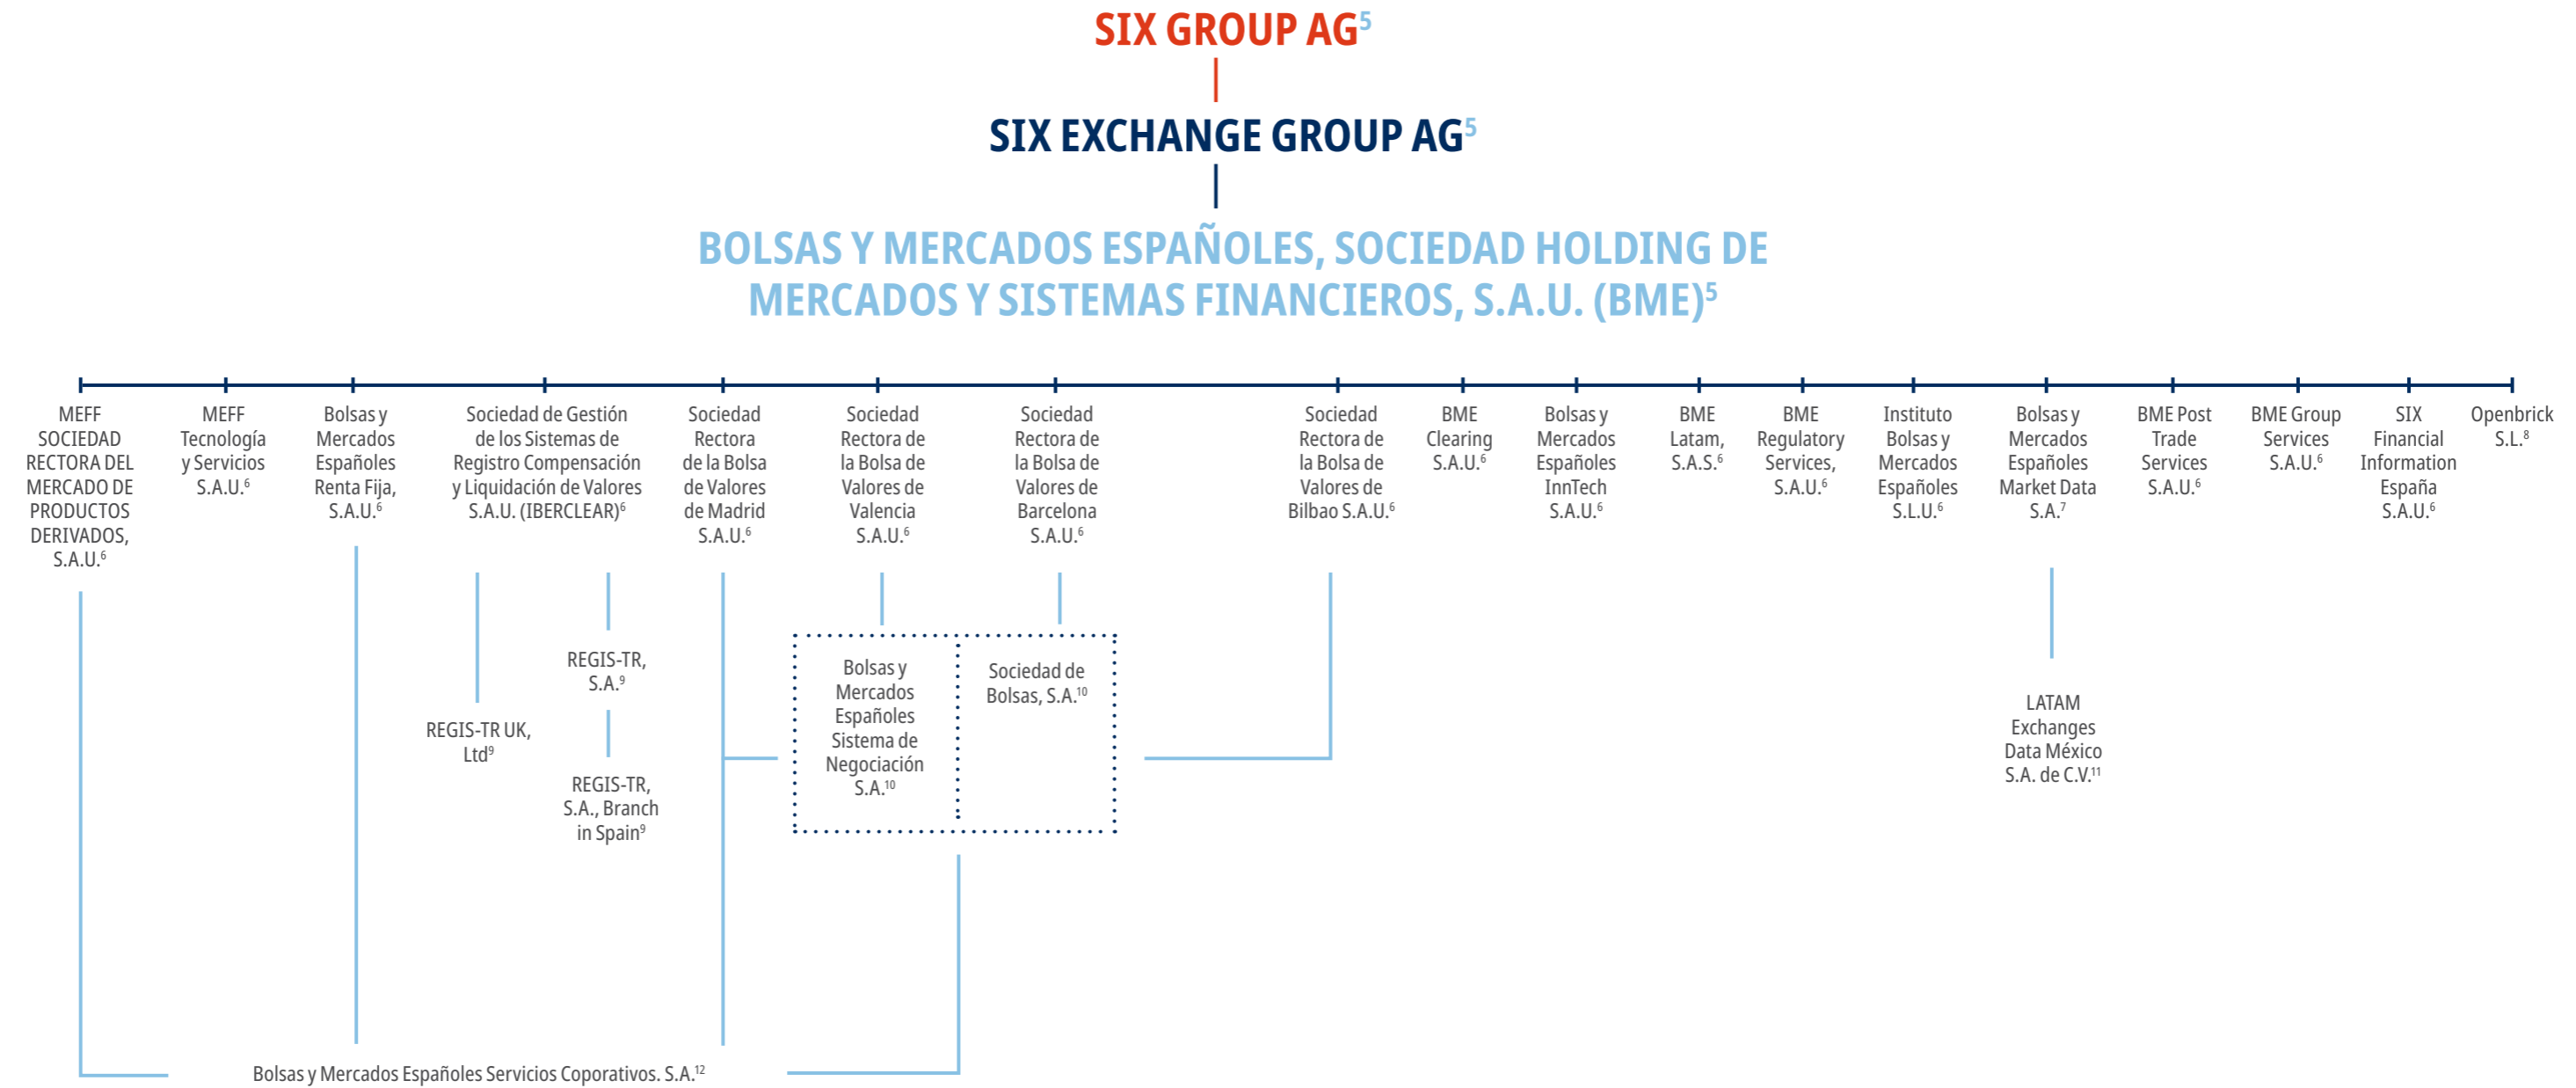 SIX GROUP AG5
SIX EXCHANGE GROUP AG5
BOLSAS Y MERCADOS ESPAÑOLES, SOCIEDAD HOLDING DE
MERCADOS Y SISTEMAS FINANCIEROS, S.A.U. (BME)5
MEFF
SOCIEDAD
RECTORA DEL
MERCADO DE
PRODUCTOS
DERIVADOS,
S.A.U.6
MEFF
Tecnología
y Servicios
S.A.U.6
Bolsas y
Mercados
Españoles
Renta Fija,
S.A.U.6
Sociedad de Gestión
de los Sistemas de
Registro Compensación
y Liquidación de Valores
S.A.U. (IBERCLEAR)6
Sociedad
Rectora
de la Bolsa
de Valores
de Madrid
S.A.U.6
Sociedad
Rectora de
la Bolsa de
Valores de
Valencia
S.A.U.6
Sociedad
Rectora de
la Bolsa de
Valores de
Barcelona
S.A.U.6
Sociedad
Rectora de
la Bolsa de
Valores de
Bilbao S.A.U.6
BME
Clearing
S.A.U.6
Bolsas y
Mercados
Españoles
InnTech
S.A.U.6
BME
Latam,
S.A.S.6
BME
Regulatory
Services,
S.A.U.6
Instituto
Bolsas y
Mercados
Españoles
S.L.U.6
Bolsas y
Mercados
Españoles
Market Data
S.A.7
BME Post
Trade
Services
S.A.U.6
BME Group
Services
S.A.U.6
SIX
Financial
Information
España
S.A.U.6
Openbrick
S.L.8
REGIS-TR UK,
Ltd9
REGIS-TR,
S.A.9
REGIS-TR,
S.A., Branch
in Spain9
Bolsas y
Mercados
Españoles
Sistema de
Negociación
S.A.10
Sociedad de
Bolsas, S.A.10
LATAM
Exchanges
Data México
S.A. de C.V.11
Bolsas y Mercados Españoles Servicios Coporativos. S.A.12